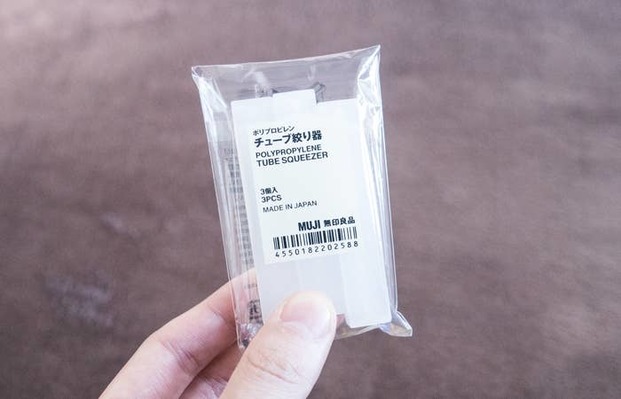 ポリプロピレン
チューブ絞り器
POLYPROPYLENE
TUBE SQUEEZER
3個入
3PCS
MADE IN JAPAN
MUJI 無印良品
4550182202588